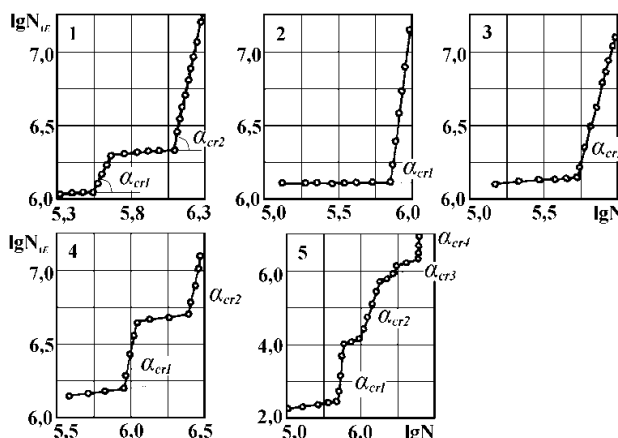 lgN 1 2 3
7,0 7,0 7,0
6,5 6,5 6,5
α_cr2 α_cr1 α_cr1
6,0 6,0 6,0
5,3 5,8 6,3 5,0 5,5 6,0 5,0 5,5 lgN
lgN 4 5 α_cr4
7,0 6,0 α_cr3
α_cr2 α_cr2
6,5 4,0
α_cr1 α_cr1
6,0 2,0
5,5 6,0 6,5 5,0 6,0 lgN